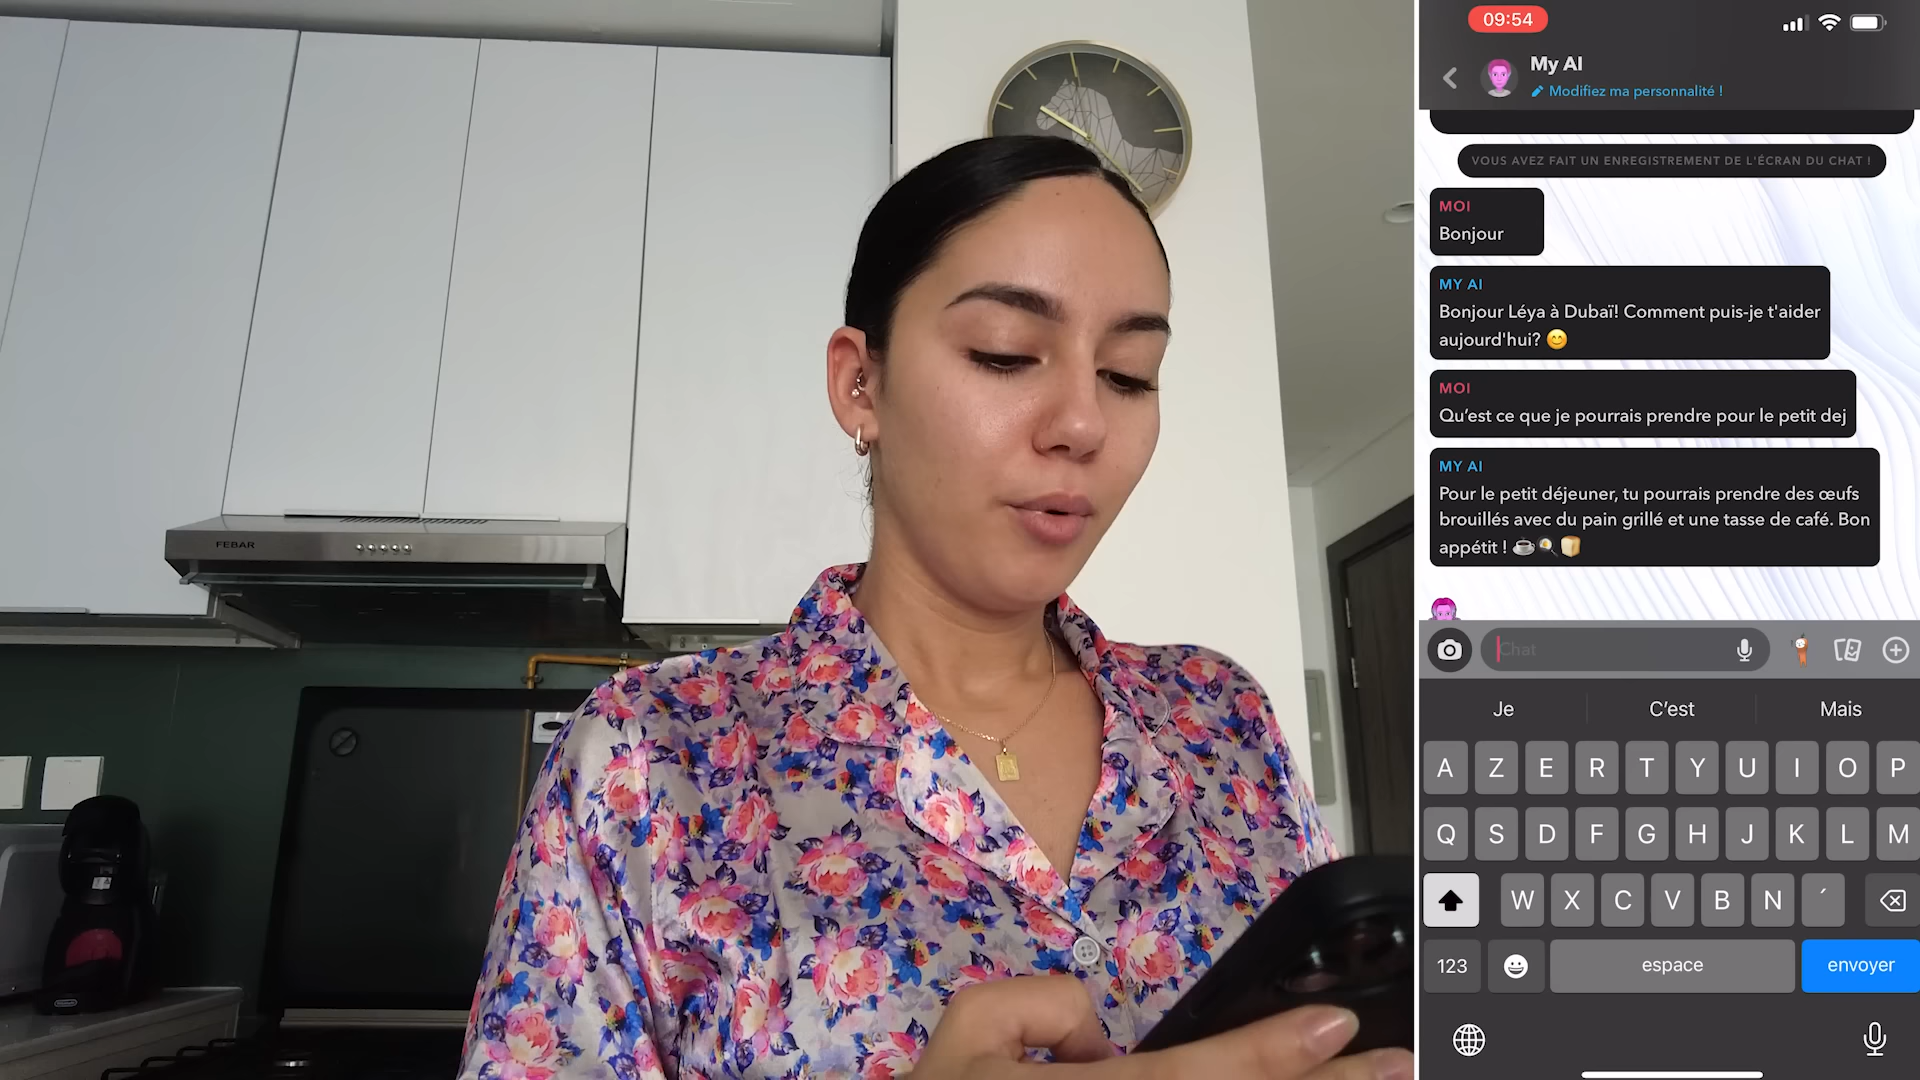 FEBAR
09:54
My AI
Modifiez ma personnalité !
VOUS AVEZ FAIT UN ENREGISTREMENT DE L'ÉCRAN DU CHAT !
MOI
Bonjour
MY AI
Bonjour Léya à Dubaï! Comment puis-je t'aider
aujourd'hui? 😊
MOI
Qu’est ce que je pourrais prendre pour le petit dej
MY AI
Pour le petit déjeuner, tu pourrais prendre des œufs
brouillés avec du pain grillé et une tasse de café. Bon
appétit ! ☕🍳🍞
Chat
Je C’est Mais
A Z E R T Y U I O P
Q S D F G H J K L M
W X C V B N ´
123 espace envoyer